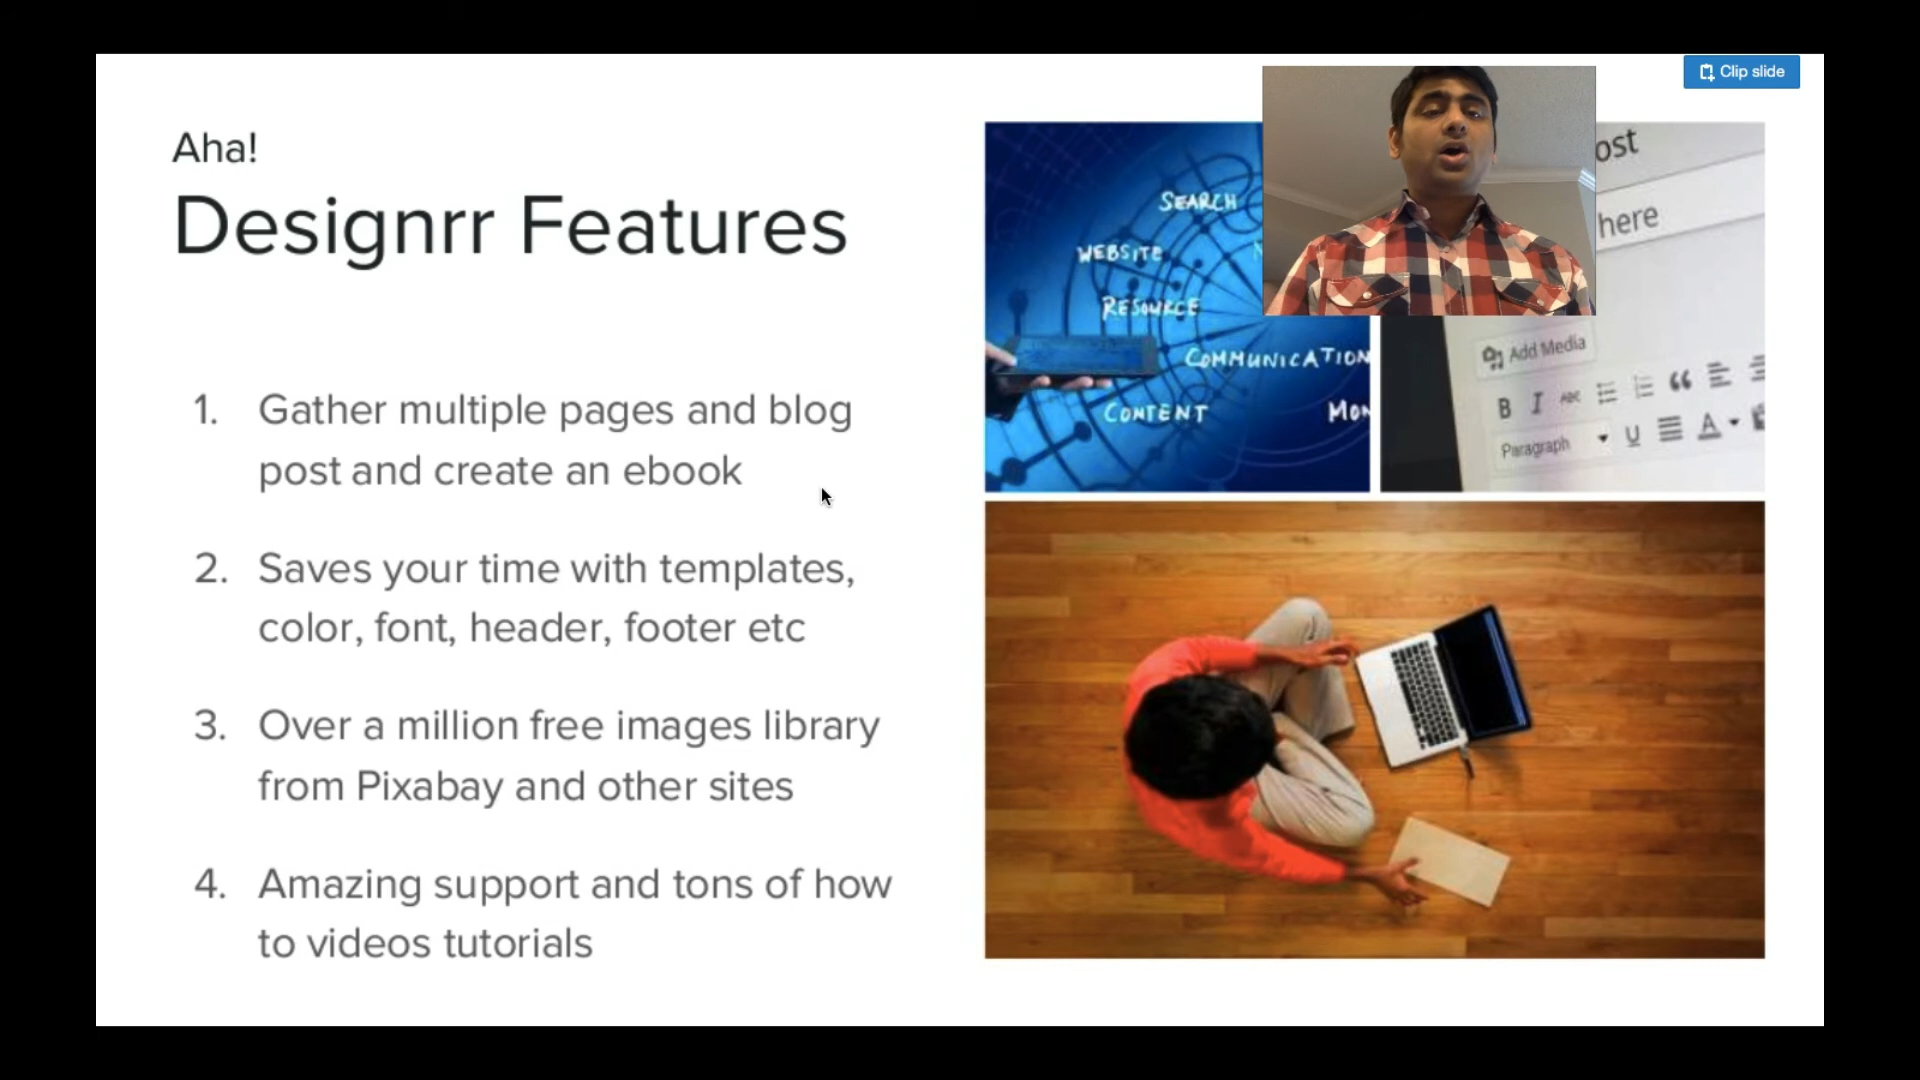 Clip slide
Aha!
Designrr Features
1. Gather multiple pages and blog
post and create an ebook
2. Saves your time with templates,
color, font, header, footer etc
3. Over a million free images library
from Pixabay and other sites
4. Amazing support and tons of how
to videos tutorials
SEARCH
WEBSITE
RESOURCE
COMMUNICATION
CONTENT
ost
here
Add Media
B I ABC
Paragraph U A